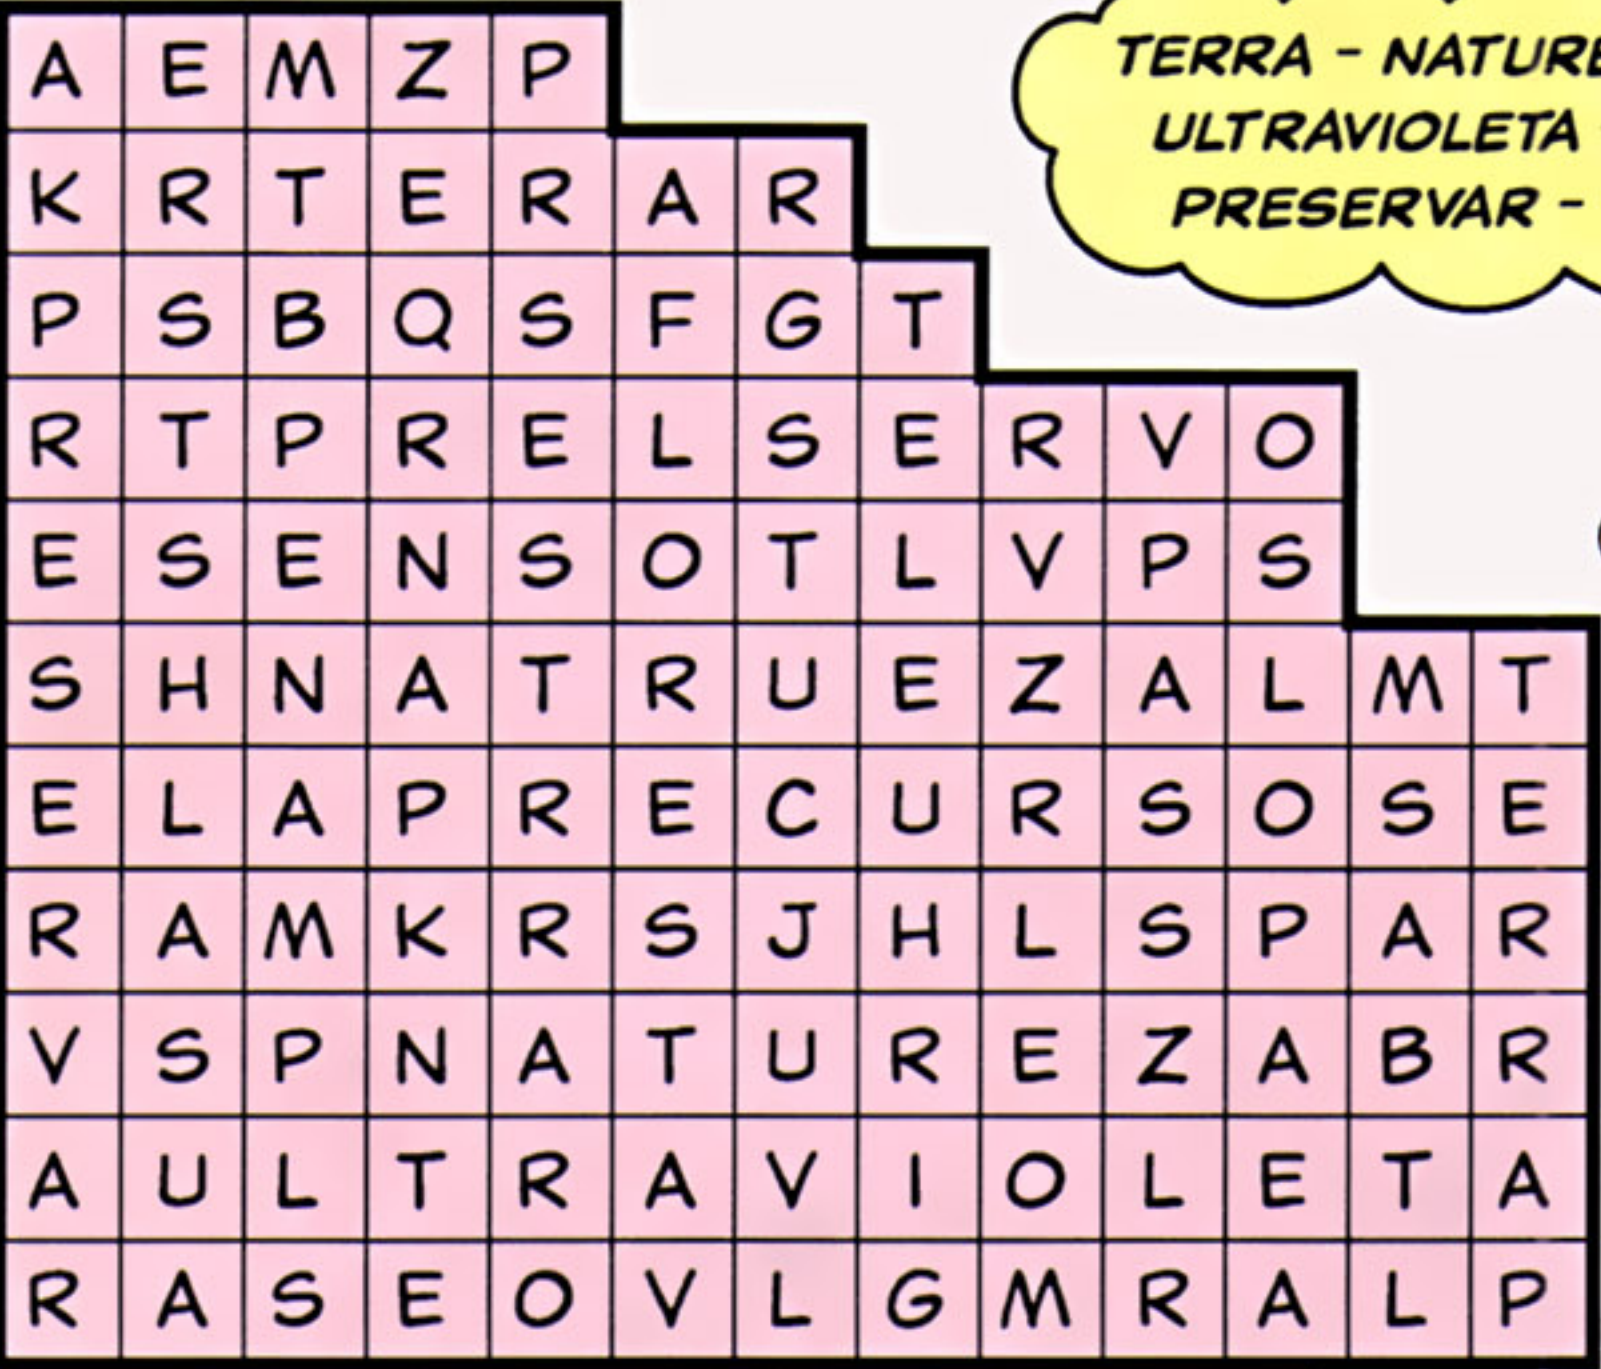 A E M Z P
K R T E R A R
P S B Q S F G T
R T P R E L S E R V O
E S E N S O T L V P S
S H N A T R U E Z A L M T
E L A P R E C U R S O S E
R A M K R S J H L S P A R
V S P N A T U R E Z A B R
A U L T R A V I O L E T A
R A S E O V L G M R A L P
TERRA - NATURE
ULTRAVIOLETA
PRESERVAR -